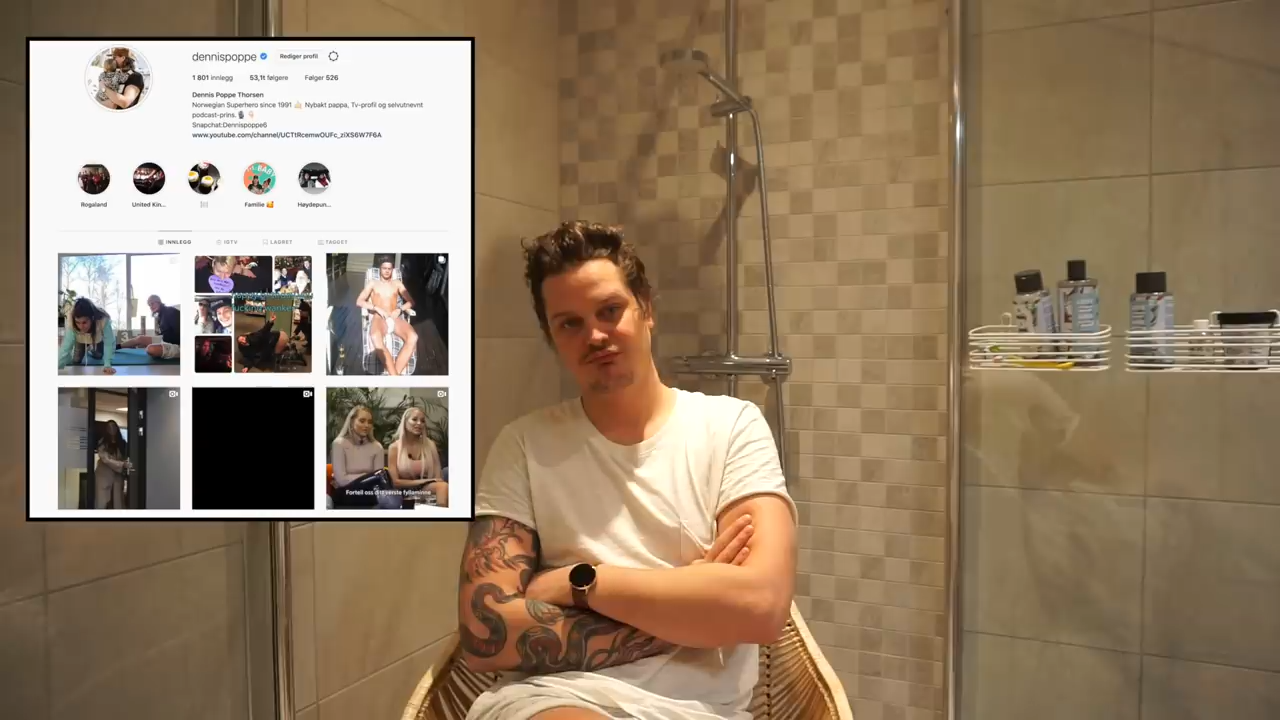 dennispoppe Rediger profil
1 801 innlegg 53,1t følgere Følger 526
Dennis Poppe Thorsen
Norwegian Superhero since 1991 Nybakt pappa, Tv-profil og selvutnevnt
podcast-prins.
Snapchat:Dennispoppe6
www.youtube.com/channel/UCTtRcemwOUFc_ziXS6W7F6A
Rogaland United Kin... Familie Høydepun...
INNLEGG IGTV LAGRET TAGGET
Fortell oss ditt verste fylleminne